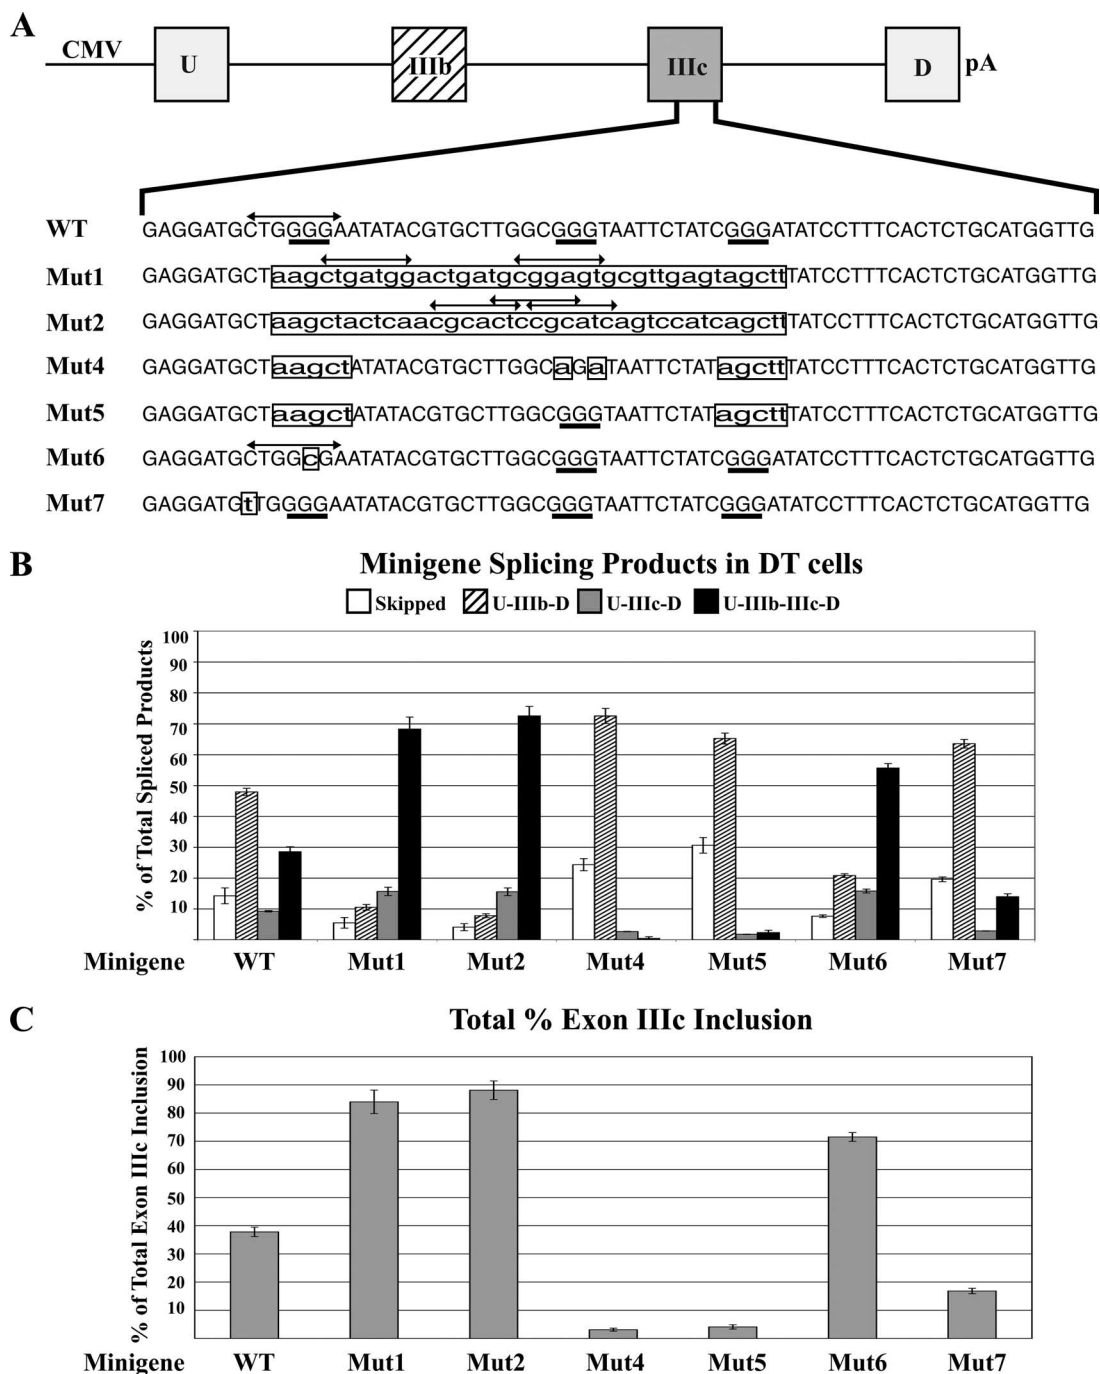 A
CMV U IIIb IIIc D pA
WT GAGGATGCTGGGGAATATACGTGCTTGGCGGGTAATTCTATCGGGATATCCTTTCACTCTGCATGGTTG
Mut1 GAGGATGCTaagctgatggactgatgcggagtgcgttgagtagcttTATCCTTTCACTCTGCATGGTTG
Mut2 GAGGATGCTaagctactcaacgcactccgcatcagtccatcagcttTATCCTTTCACTCTGCATGGTTG
Mut4 GAGGATGCTaagctATATACGTGCTTGGCaGaTAATTCTATagcttTATCCTTTCACTCTGCATGGTTG
Mut5 GAGGATGCTaagctATATACGTGCTTGGCGGGTAATTCTATagcttTATCCTTTCACTCTGCATGGTTG
Mut6 GAGGATGCTGGcGAATATACGTGCTTGGCGGGTAATTCTATCGGGATATCCTTTCACTCTGCATGGTTG
Mut7 GAGGATGtTGGGGAATATACGTGCTTGGCGGGTAATTCTATCGGGATATCCTTTCACTCTGCATGGTTG
B
Minigene Splicing Products in DT cells
Skipped U-IIIb-D U-IIIc-D U-IIIb-IIIc-D
% of Total Spliced Products
100
90
80
70
60
50
40
30
20
10
Minigene WT Mut1 Mut2 Mut4 Mut5 Mut6 Mut7
C
Total % Exon IIIc Inclusion
% of Total Exon IIIc Inclusion
100
90
80
70
60
50
40
30
20
10
Minigene WT Mut1 Mut2 Mut4 Mut5 Mut6 Mut7